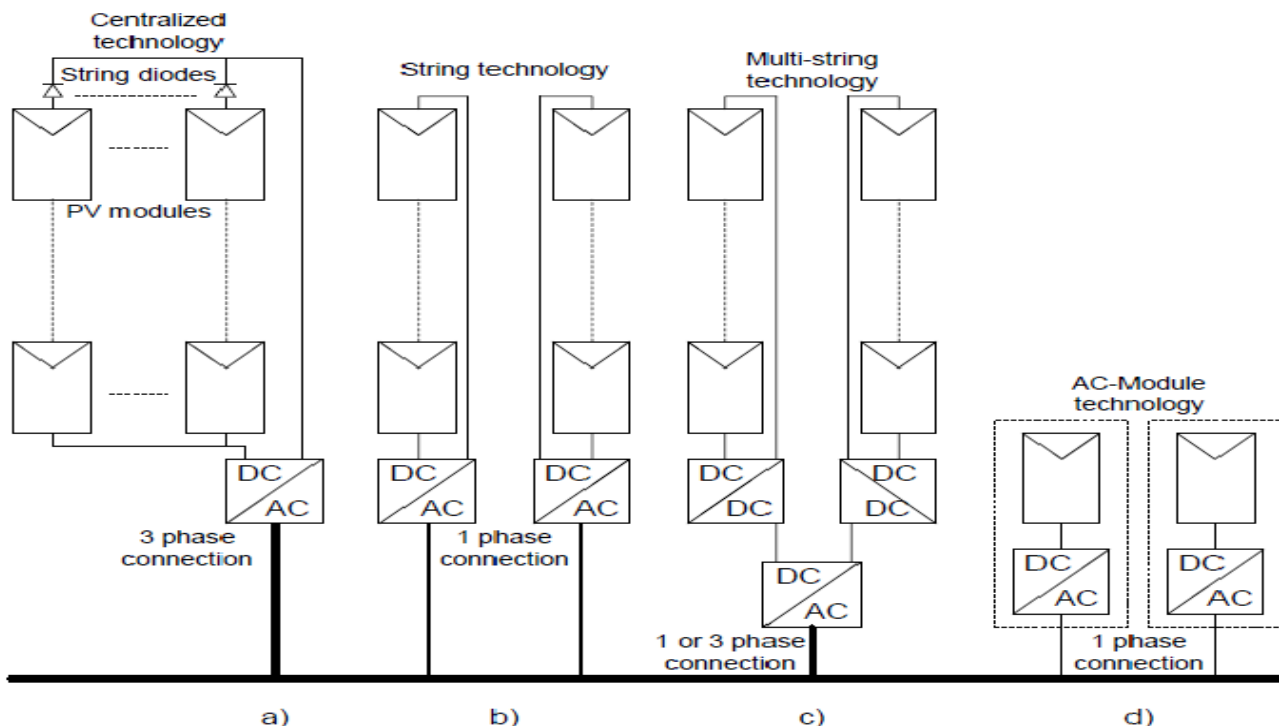 Centralized
technology
String diodes
PV modules
DC
AC
3 phase
connection
a)
String technology
DC
AC
DC
AC
1 phase
connection
b)
Multi-string
technology
DC
DC
DC
DC
DC
AC
1 or 3 phase
connection
c)
AC-Module
technology
DC
AC
DC
AC
1 phase
connection
d)